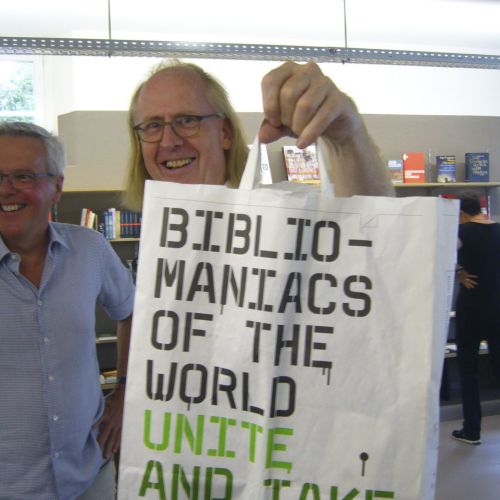 BIBLIO-
MANIACS
OF THE
WORLD
UNITE
AND TAKE